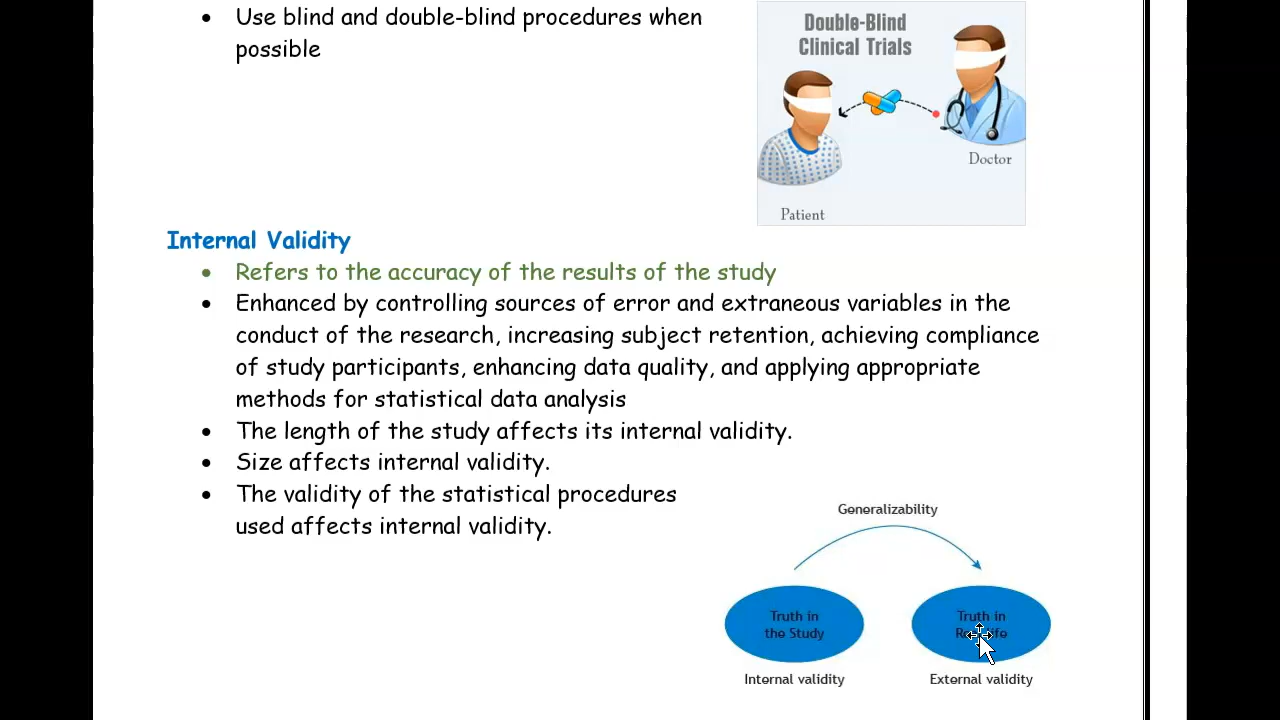 • Use blind and double-blind procedures when
possible
Double-Blind
Clinical Trials
Doctor
Patient
Internal Validity
• Refers to the accuracy of the results of the study
• Enhanced by controlling sources of error and extraneous variables in the
conduct of the research, increasing subject retention, achieving compliance
of study participants, enhancing data quality, and applying appropriate
methods for statistical data analysis
• The length of the study affects its internal validity.
• Size affects internal validity.
• The validity of the statistical procedures
used affects internal validity.
Generalizability
Truth in
the Study
Truth in
Internal validity
External validity